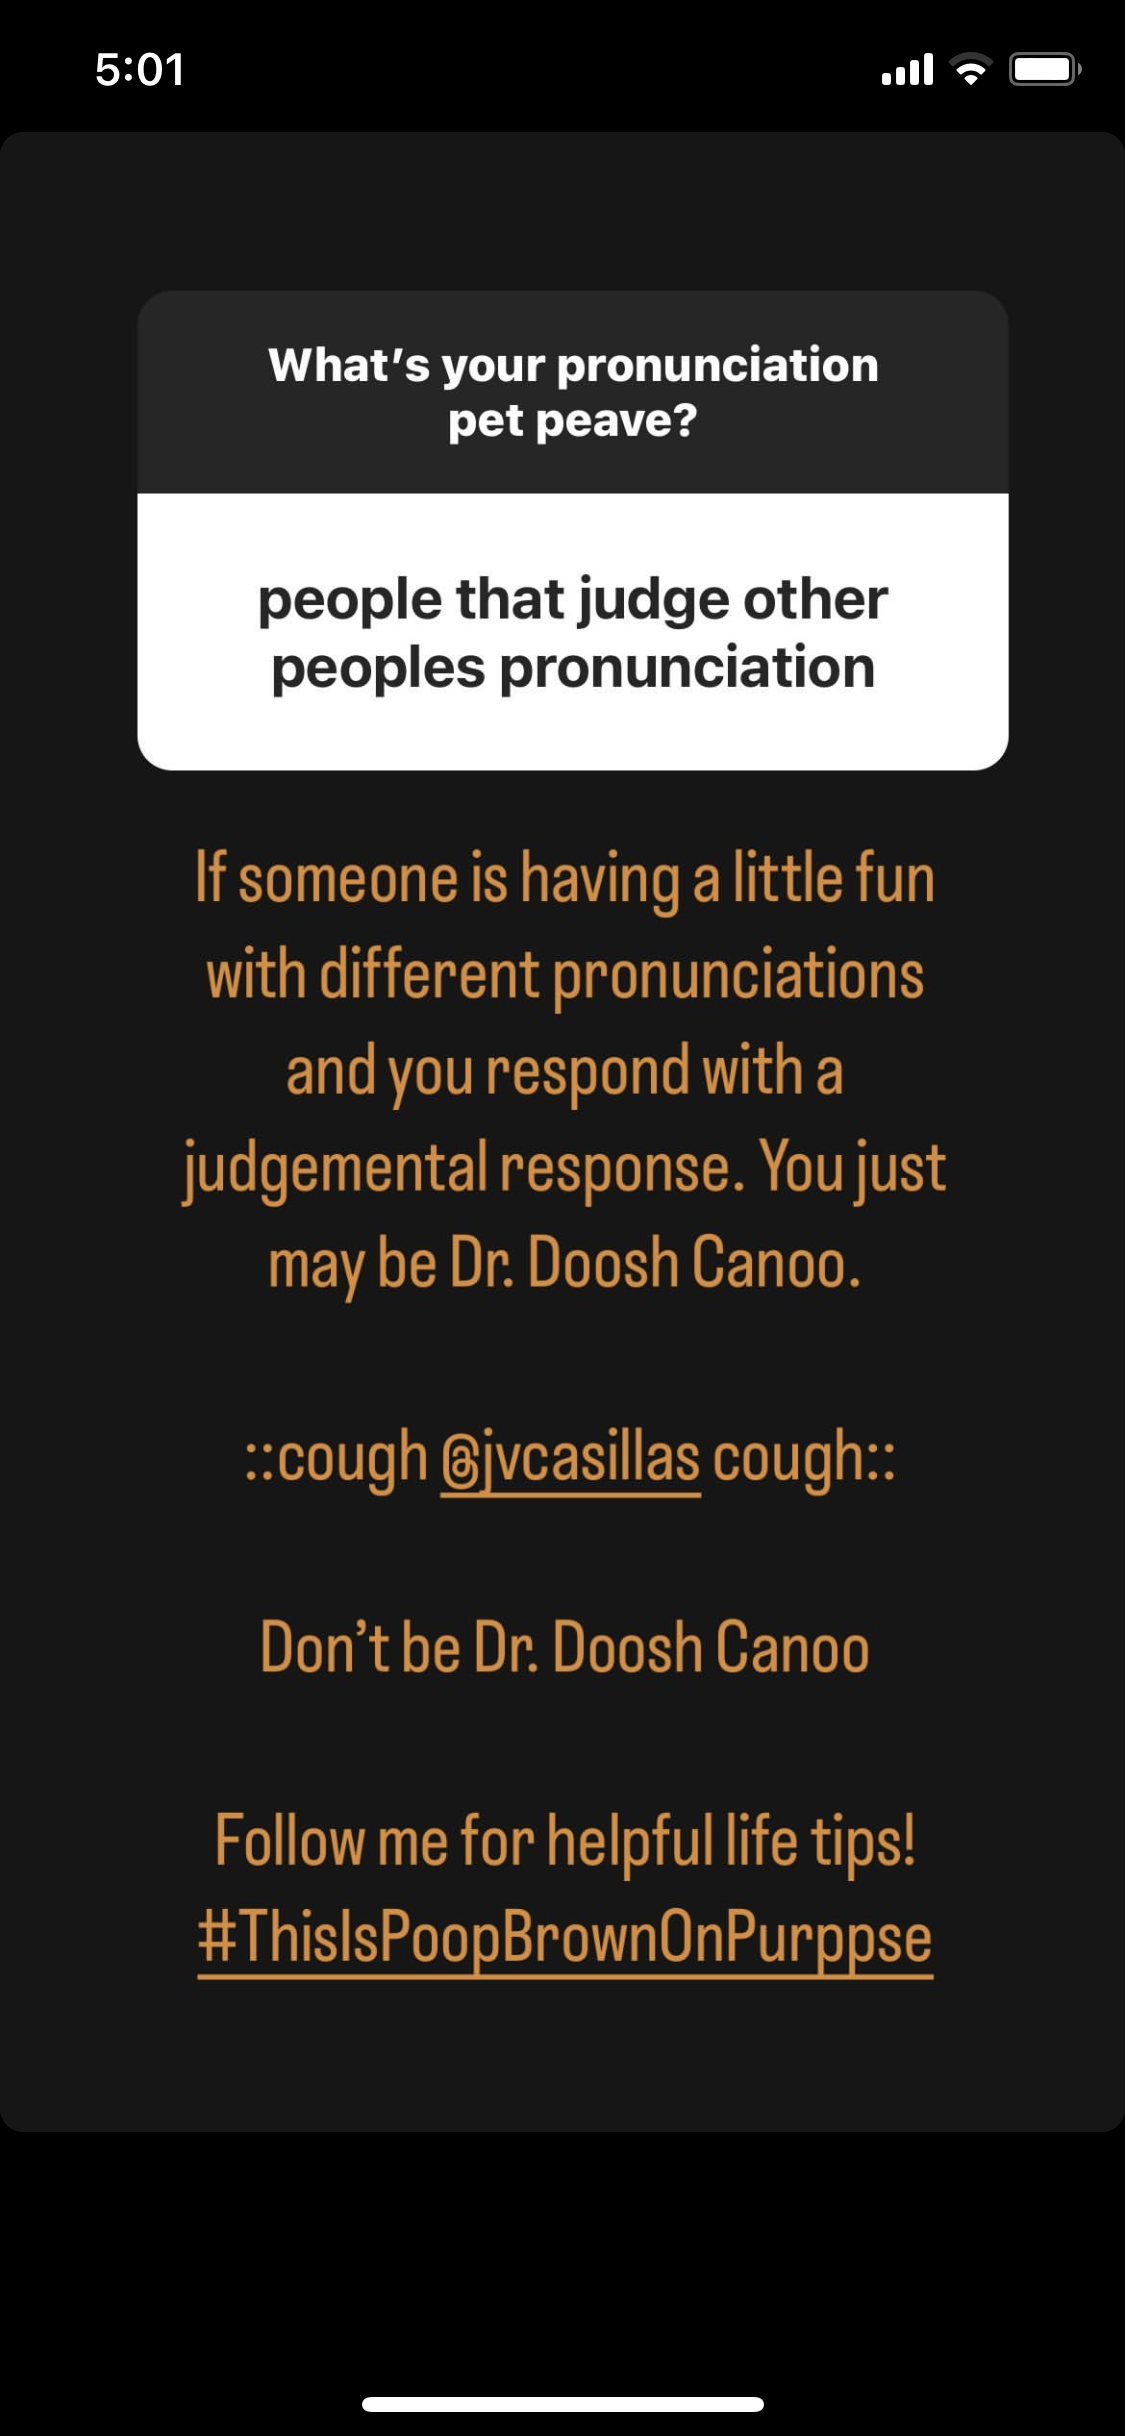 5:01
What's your pronunciation
pet peave?
people that judge other
peoples pronunciation
If someone is having a little fun
with different pronunciations
and you respond with a
judgemental response. You just
may be Dr. Doosh Canoo.
::cough @jvcasillas cough::
Don't be Dr. Doosh Canoo
Follow me for helpful life tips!
#ThisIsPoopBrownOnPurppse